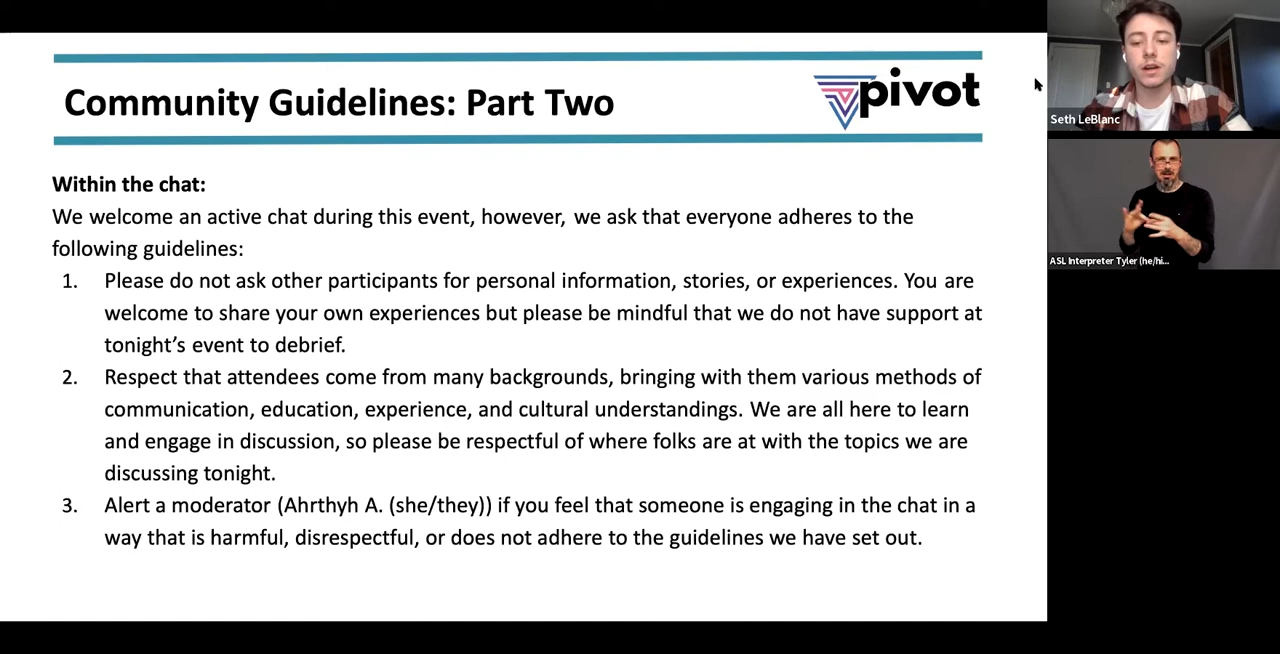 Community Guidelines: Part Two
pivot
Within the chat:
We welcome an active chat during this event, however, we ask that everyone adheres to the
following guidelines:
1. Please do not ask other participants for personal information, stories, or experiences. You are
welcome to share your own experiences but please be mindful that we do not have support at
tonight’s event to debrief.
2. Respect that attendees come from many backgrounds, bringing with them various methods of
communication, education, experience, and cultural understandings. We are all here to learn
and engage in discussion, so please be respectful of where folks are at with the topics we are
discussing tonight.
3. Alert a moderator (Ahrthyh A. (she/they)) if you feel that someone is engaging in the chat in a
way that is harmful, disrespectful, or does not adhere to the guidelines we have set out.
Seth LeBlanc
ASL Interpreter Tyler (he/hi...